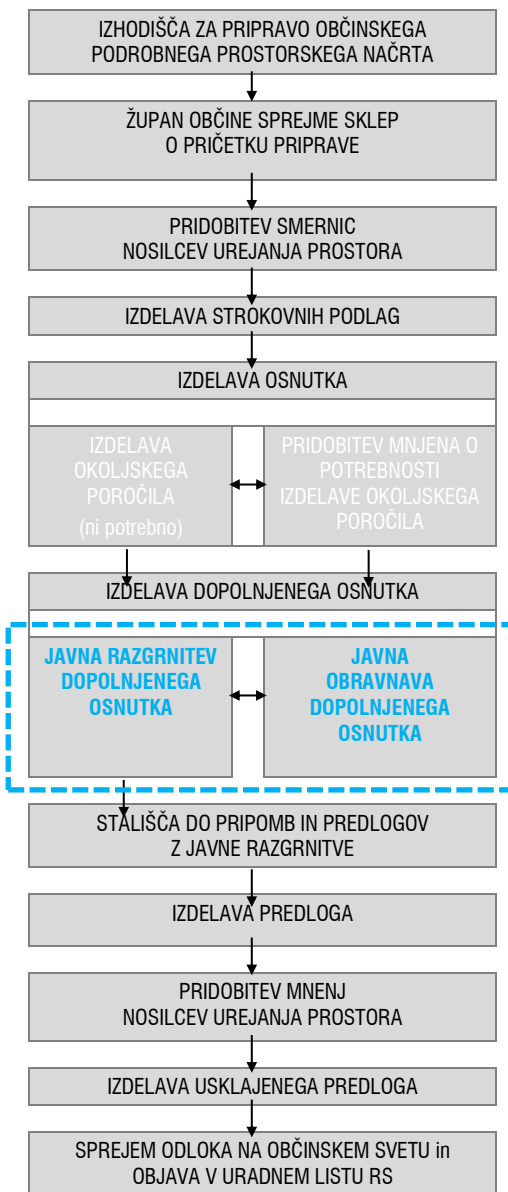 IZHODIŠČA ZA PRIPRAVO OBČINSKEGA
PODROBNEGA PROSTORSKEGA NAČRTA
ŽUPAN OBČINE SPREJME SKLEP
O PRIČETKU PRIPRAVE
PRIDOBITEV SMERNIC
NOSILCEV UREJANJA PROSTORA
IZDELAVA STROKOVNIH PODLAG
IZDELAVA OSNUTKA
IZDELAVA
OKOLJSKEGA
POROČILA
(ni potrebno)
PRIDOBITEV MNJENA O
POTREBNOSTI
IZDELAVE OKOLJSKEGA
POROČILA
IZDELAVA DOPOLNJENEGA OSNUTKA
JAVNA RAZGRNITEV
DOPOLNJENEGA
OSNUTKA
JAVNA
OBRAVNAVA
DOPOLNJENEGA
OSNUTKA
STALIŠČA DO PRIPOMB IN PREDLOGOV
Z JAVNE RAZGRNITVE
IZDELAVA PREDLOGA
PRIDOBITEV MNENJ
NOSILCEV UREJANJA PROSTORA
IZDELAVA USKLAJENEGA PREDLOGA
SPREJEM ODLOKA NA OBČINSKEM SVETU in
OBJAVA V URADNEM LISTU RS